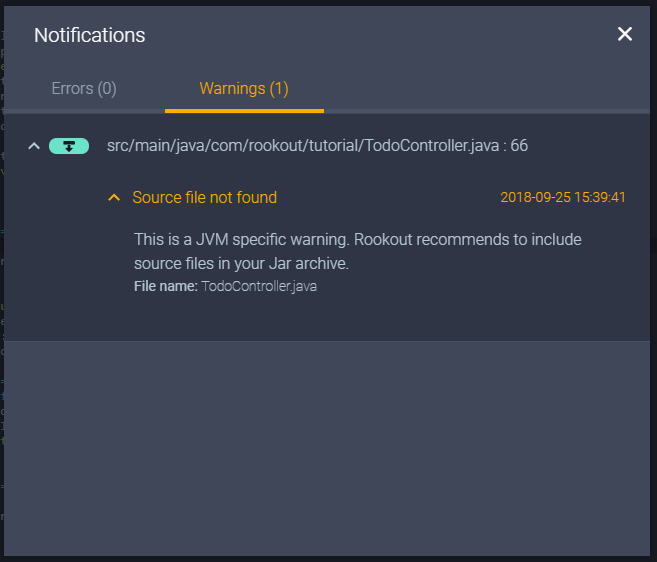 Notifications
Errors (0)
Warnings (1)
src/main/java/com/rookout/tutorial/TodoController.java : 66
Source file not found
2018-09-25 15:39:41
This is a JVM specific warning. Rookout recommends to include
source files in your Jar archive.
File name: TodoController.java